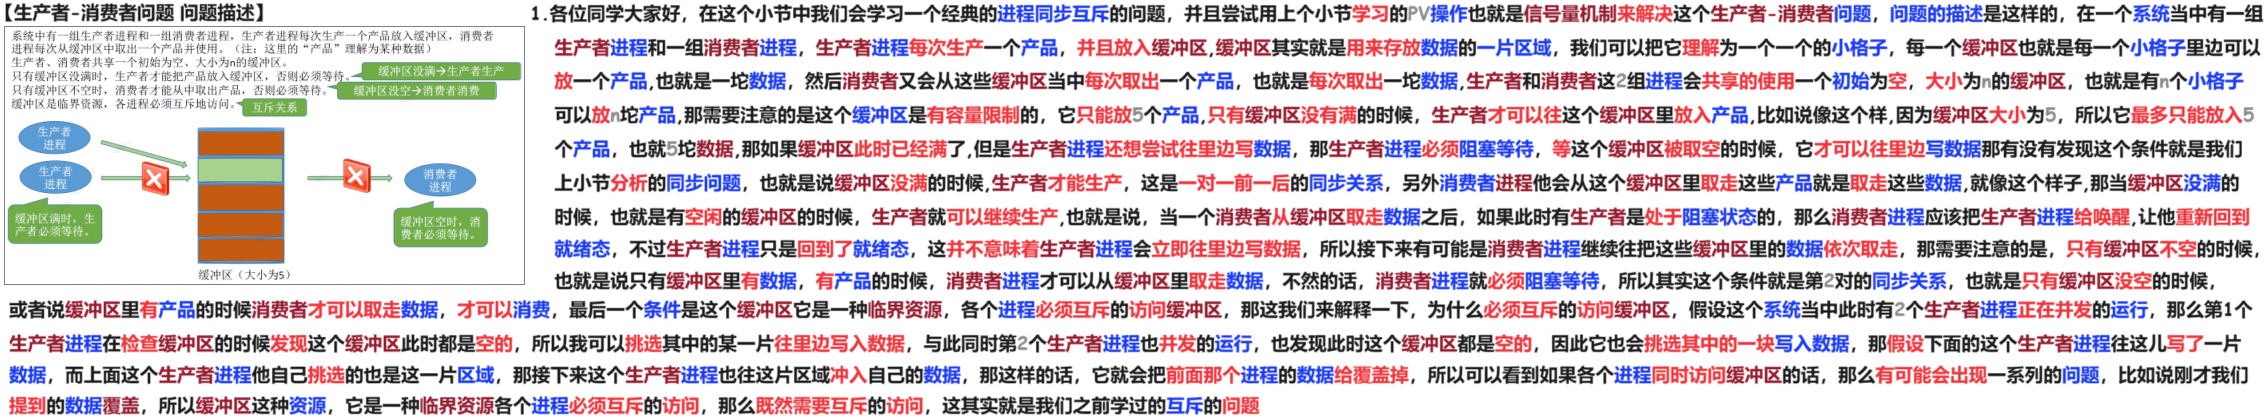 【生产者-消费者问题 问题描述】
系统中有一组生产者进程和一组消费者进程，生产者进程每次生产一个产品放入缓冲区，消费者
进程每次从缓冲区中取出一个产品并使用。（注：这里的“产品”理解为某种数据）
生产者、消费者共享一个初始为空、大小为n的缓冲区。
只有缓冲区没满时，生产者才能把产品放入缓冲区，否则必须等待。
缓冲区没满→生产者生产
只有缓冲区不空时，消费者才能从中取出产品，否则必须等待。
缓冲区没空→消费者消费
缓冲区是临界资源，各进程必须互斥地访问。
互斥关系
生产者
进程
生产者
进程
消费者
进程
缓冲区满时，生
产者必须等待。
缓冲区空时，消
费者必须等待。
缓冲区（大小为5）
1.各位同学大家好，在这个小节中我们会学习一个经典的进程同步互斥的问题，并且尝试用上个小节学习的PV操作也就是信号量机制来解决这个生产者-消费者问题，问题的描述是这样的，在一个系统当中有一组
生产者进程和一组消费者进程，生产者进程每次生产一个产品，并且放入缓冲区,缓冲区其实就是用来存放数据的一片区域，我们可以把它理解为一个一个的小格子，每一个缓冲区也就是每一个小格子里边可以
放一个产品,也就是一坨数据，然后消费者又会从这些缓冲区当中每次取出一个产品，也就是每次取出一坨数据,生产者和消费者这2组进程会共享的使用一个初始为空，大小为n的缓冲区，也就是有n个小格子
可以放n坨产品,那需要注意的是这个缓冲区是有容量限制的，它只能放5个产品,只有缓冲区没有满的时候，生产者才可以往这个缓冲区里放入产品,比如说像这个样,因为缓冲区大小为5，所以它最多只能放入5
个产品，也就5坨数据,那如果缓冲区此时已经满了,但是生产者进程还想尝试往里边写数据，那生产者进程必须阻塞等待，等这个缓冲区被取空的时候，它才可以往里边写数据那有没有发现这个条件就是我们
上小节分析的同步问题，也就是说缓冲区没满的时候,生产者才能生产，这是一对一前一后的同步关系，另外消费者进程他会从这个缓冲区里取走这些产品就是取走这些数据,就像这个样子,那当缓冲区没满的
时候，也就是有空闲的缓冲区的时候，生产者就可以继续生产,也就是说，当一个消费者从缓冲区取走数据之后，如果此时有生产者是处于阻塞状态的，那么消费者进程应该把生产者进程给唤醒,让他重新回到
就绪态，不过生产者进程只是回到了就绪态，这并不意味着生产者进程会立即往里边写数据，所以接下来有可能是消费者进程继续往把这些缓冲区里的数据依次取走，那需要注意的是，只有缓冲区不空的时候,
也就是说只有缓冲区里有数据，有产品的时候，消费者进程才可以从缓冲区里取走数据，不然的话，消费者进程就必须阻塞等待，所以其实这个条件就是第2对的同步关系，也就是只有缓冲区没空的时候，
或者说缓冲区里有产品的时候消费者才可以取走数据，才可以消费，最后一个条件是这个缓冲区它是一种临界资源，各个进程必须互斥的访问缓冲区，那这我们来解释一下，为什么必须互斥的访问缓冲区，假设这个系统当中此时有2个生产者进程正在并发的运行，那么第1个
生产者进程在检查缓冲区的时候发现这个缓冲区此时都是空的，所以我可以挑选其中的某一片往里边写入数据，与此同时第2个生产者进程也并发的运行，也发现此时这个缓冲区都是空的，因此它也会挑选其中的一块写入数据，那假设下面的这个生产者进程往这儿写了一片
数据，而上面这个生产者进程他自己挑选的也是这一片区域，那接下来这个生产者进程也往这片区域冲入自己的数据，那这样的话，它就会把前面那个进程的数据给覆盖掉，所以可以看到如果各个进程同时访问缓冲区的话，那么有可能会出现一系列的问题，比如说刚才我们
提到的数据覆盖，所以缓冲区这种资源，它是一种临界资源各个进程必须互斥的访问，那么既然需要互斥的访问，这其实就是我们之前学过的互斥的问题